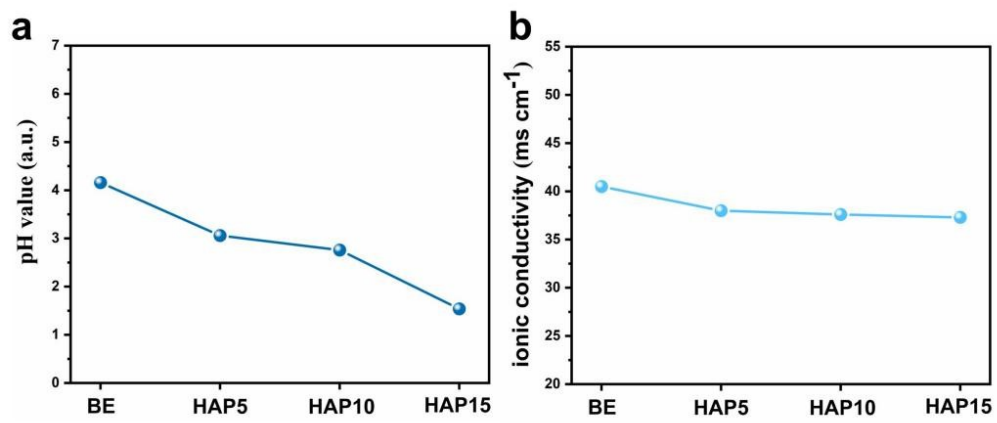 a
pH value (a.u.)
7
6
5
4
3
2
1
0
BE
HAP5
HAP10
HAP15
b
ionic conductivity (ms cm⁻¹)
55
50
45
40
35
30
25
20
BE
HAP5
HAP10
HAP15